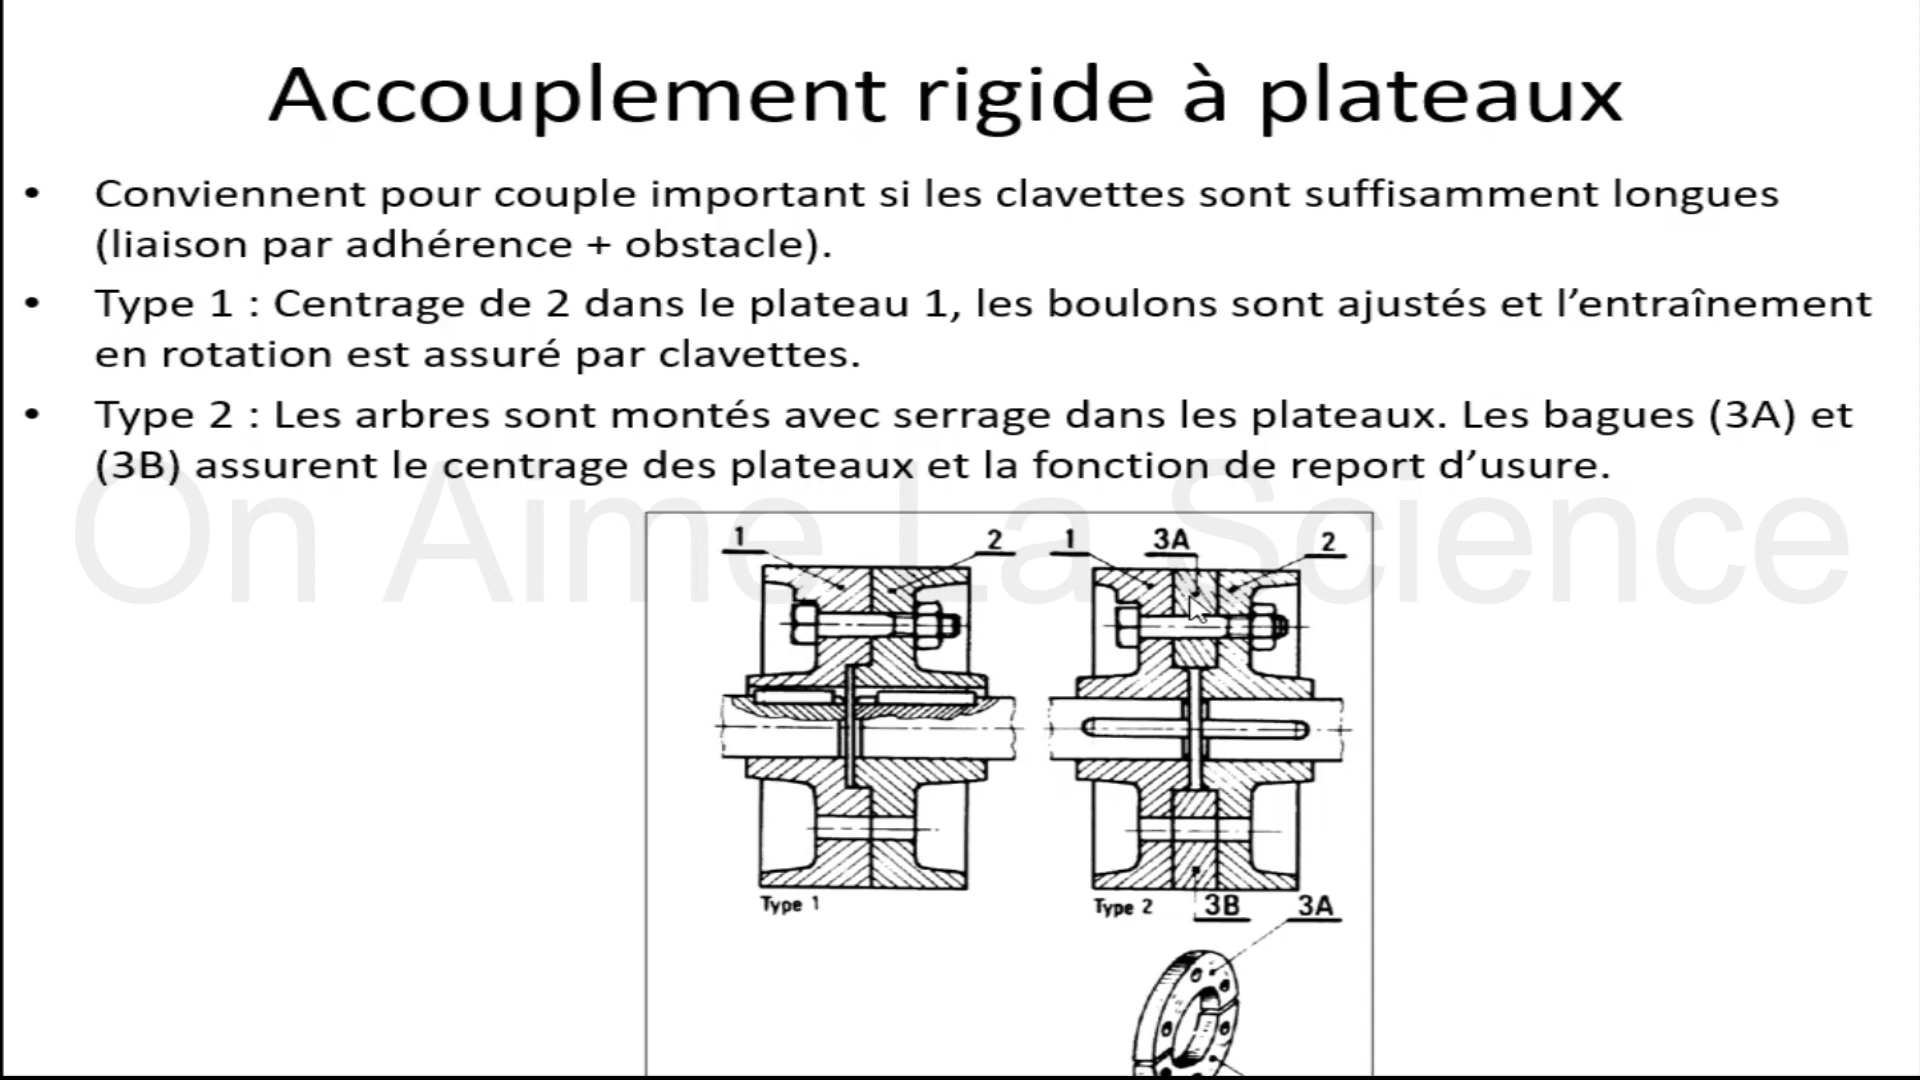 Accouplement rigide à plateaux
• Conviennent pour couple important si les clavettes sont suffisamment longues
(liaison par adhérence + obstacle).
• Type 1 : Centrage de 2 dans le plateau 1, les boulons sont ajustés et l’entraînement
en rotation est assuré par clavettes.
• Type 2 : Les arbres sont montés avec serrage dans les plateaux. Les bagues (3A) et
(3B) assurent le centrage des plateaux et la fonction de report d’usure.
On Aime La Science
1 2 1 3A 2
Type 1 Type 2 3B 3A